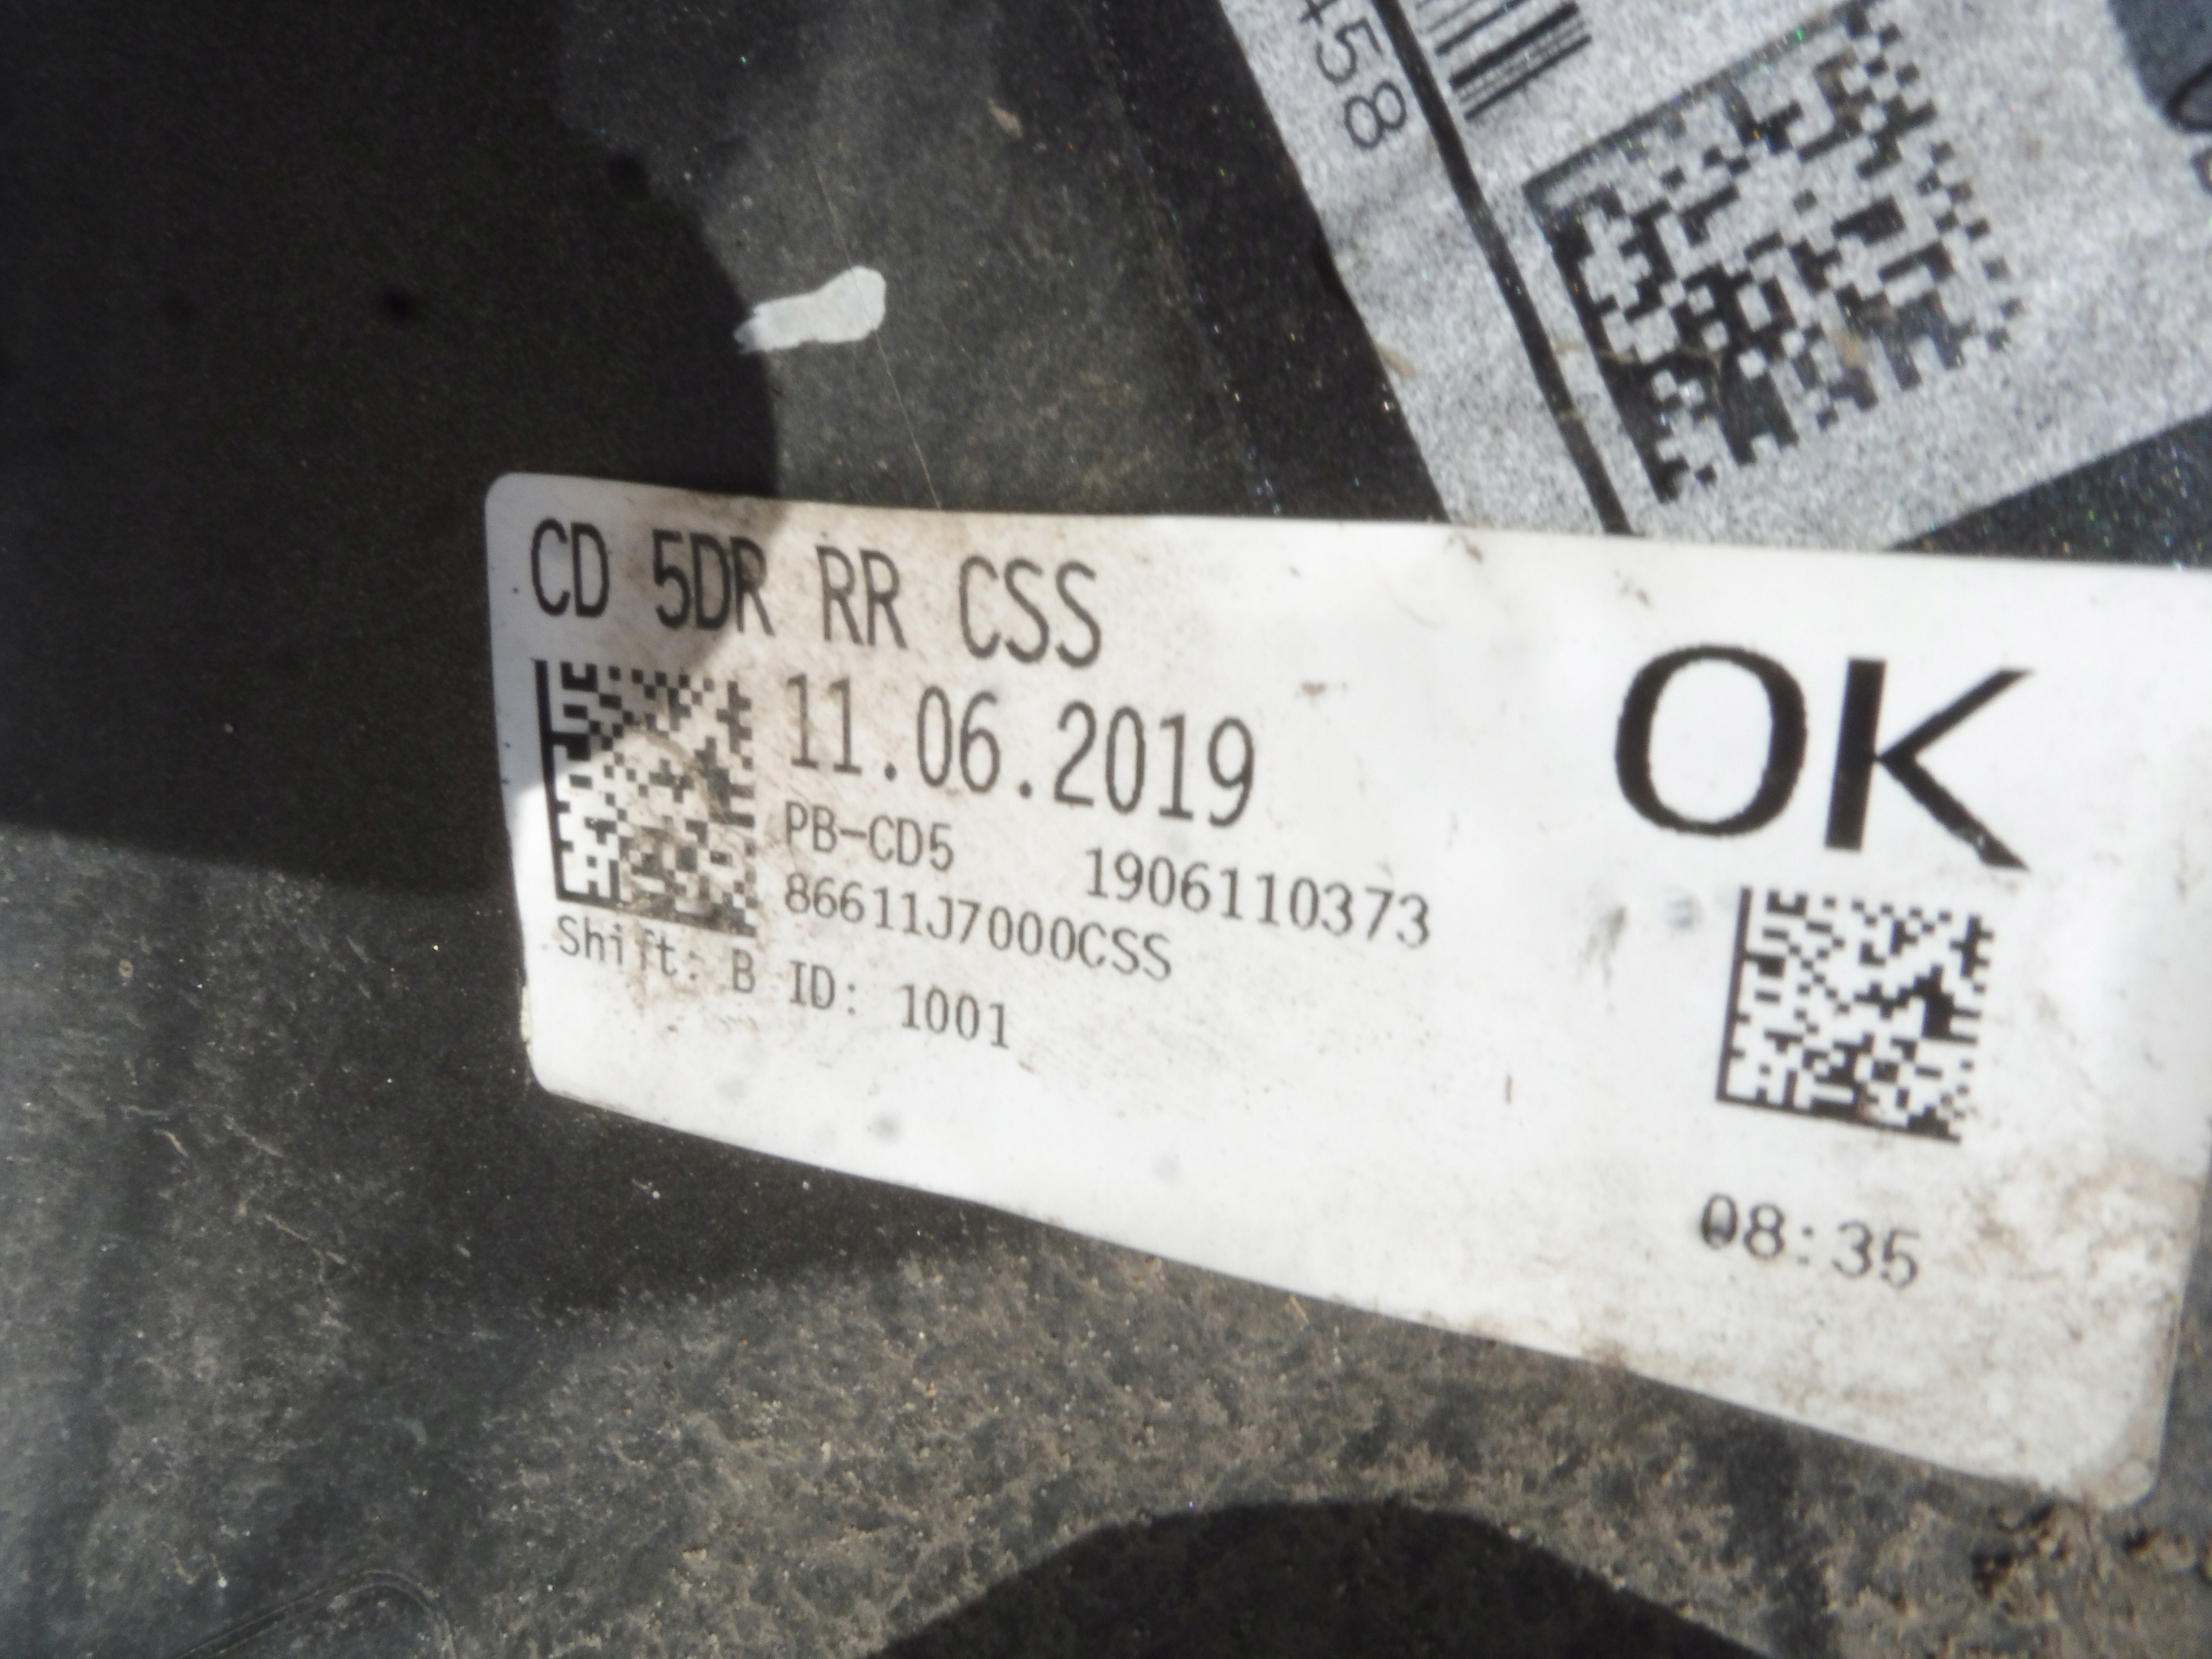 458
CD 5DR RR CSS
OK
11.06.2019
PB-CD5 1906110373
86611J7000CSS
Shift: B ID: 1001
08:35